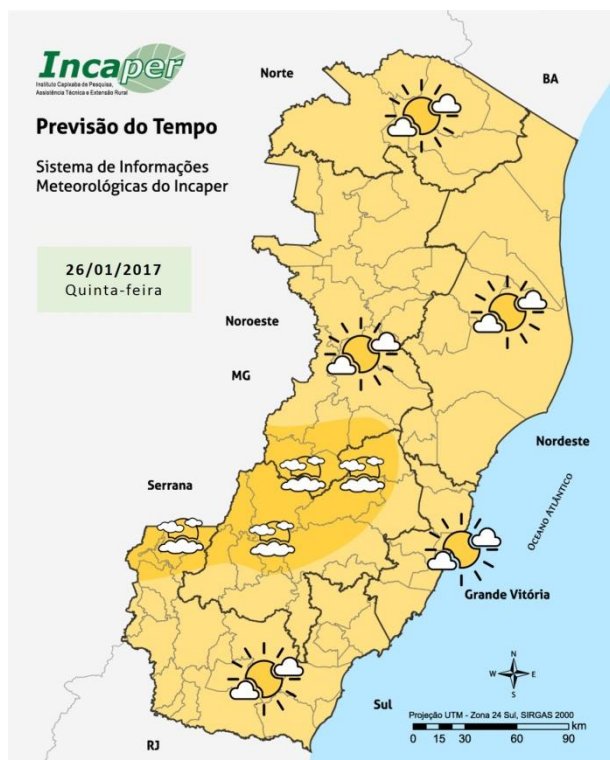 Incaper
Instituto Capixaba de Pesquisa,
Assistência Técnica e Extensão Rural
Previsão do Tempo
Sistema de Informações
Meteorológicas do Incaper
26/01/2017
Quinta-feira
Norte
BA
Noroeste
MG
Nordeste
Serrana
OCEANO ATLÂNTICO
Grande Vitória
N
W
E
S
Sul
Projeção UTM - Zona 24 Sul, SIRGAS 2000
km
0 15 30 60 90
RJ